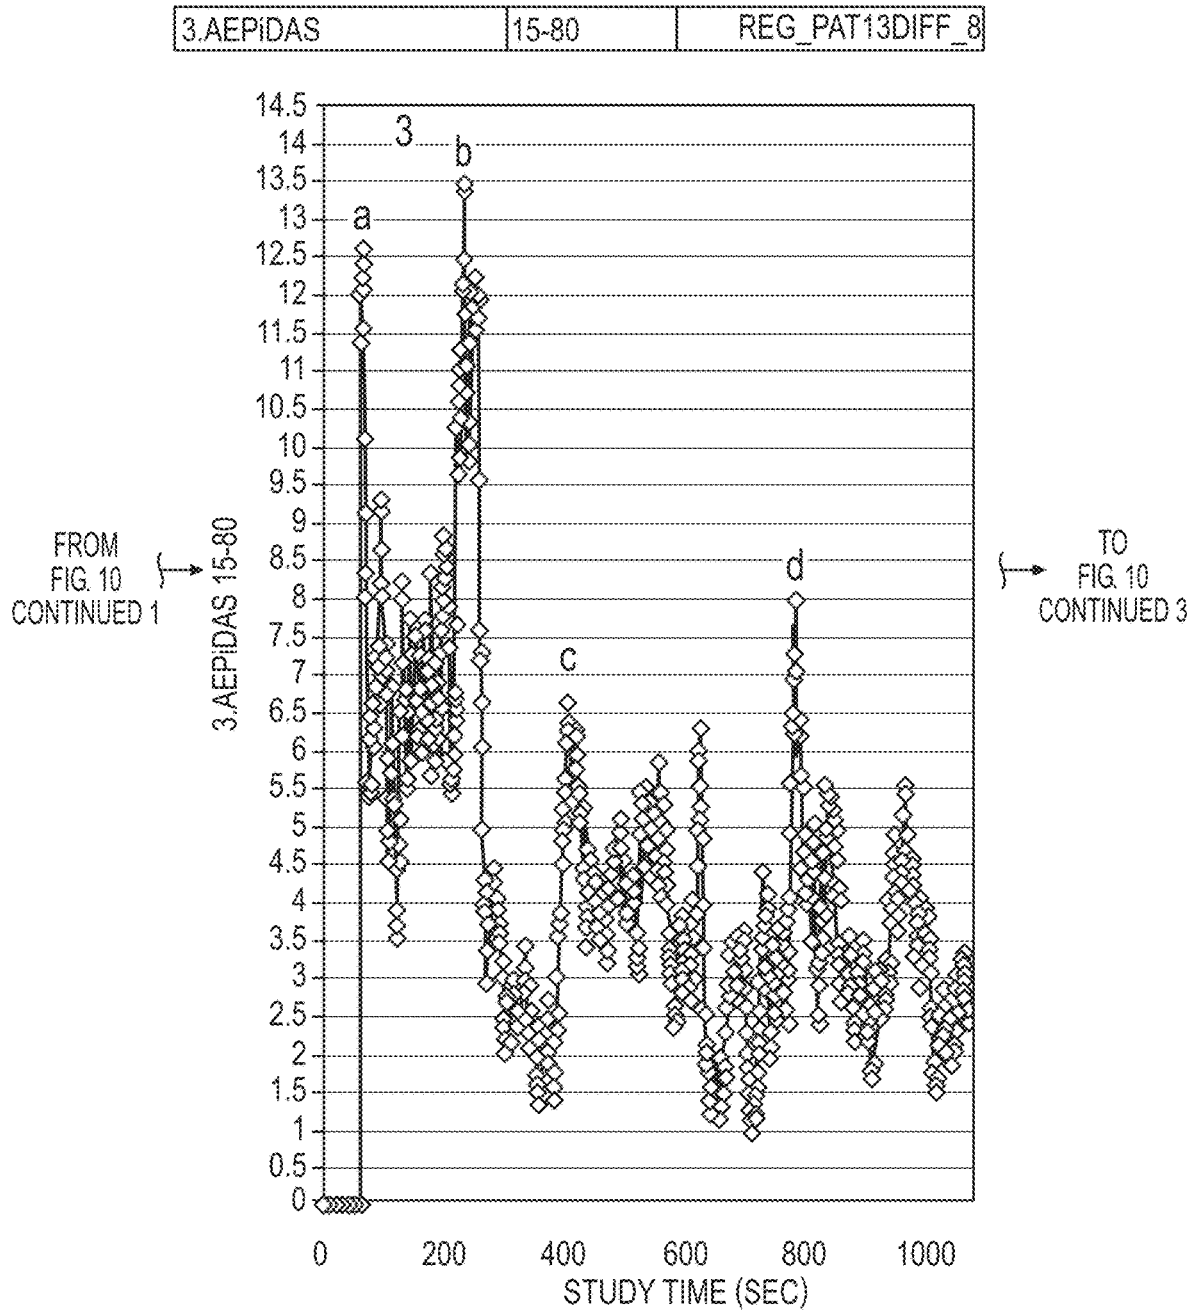 3.AEPiDAS 15-80 REG_PAT13DIFF_8
14.5
14
13.5
13
12.5
12
11.5
11
10.5
10
9.5
9
8.5
8
7.5
7
6.5
6
5.5
5
4.5
4
3.5
3
2.5
2
1.5
1
0.5
0
3.AEPiDAS 15-80
3
a
b
c
d
FROM
FIG. 10
CONTINUED 1
TO
FIG. 10
CONTINUED 3
0 200 400 600 800 1000
STUDY TiME (SEC)